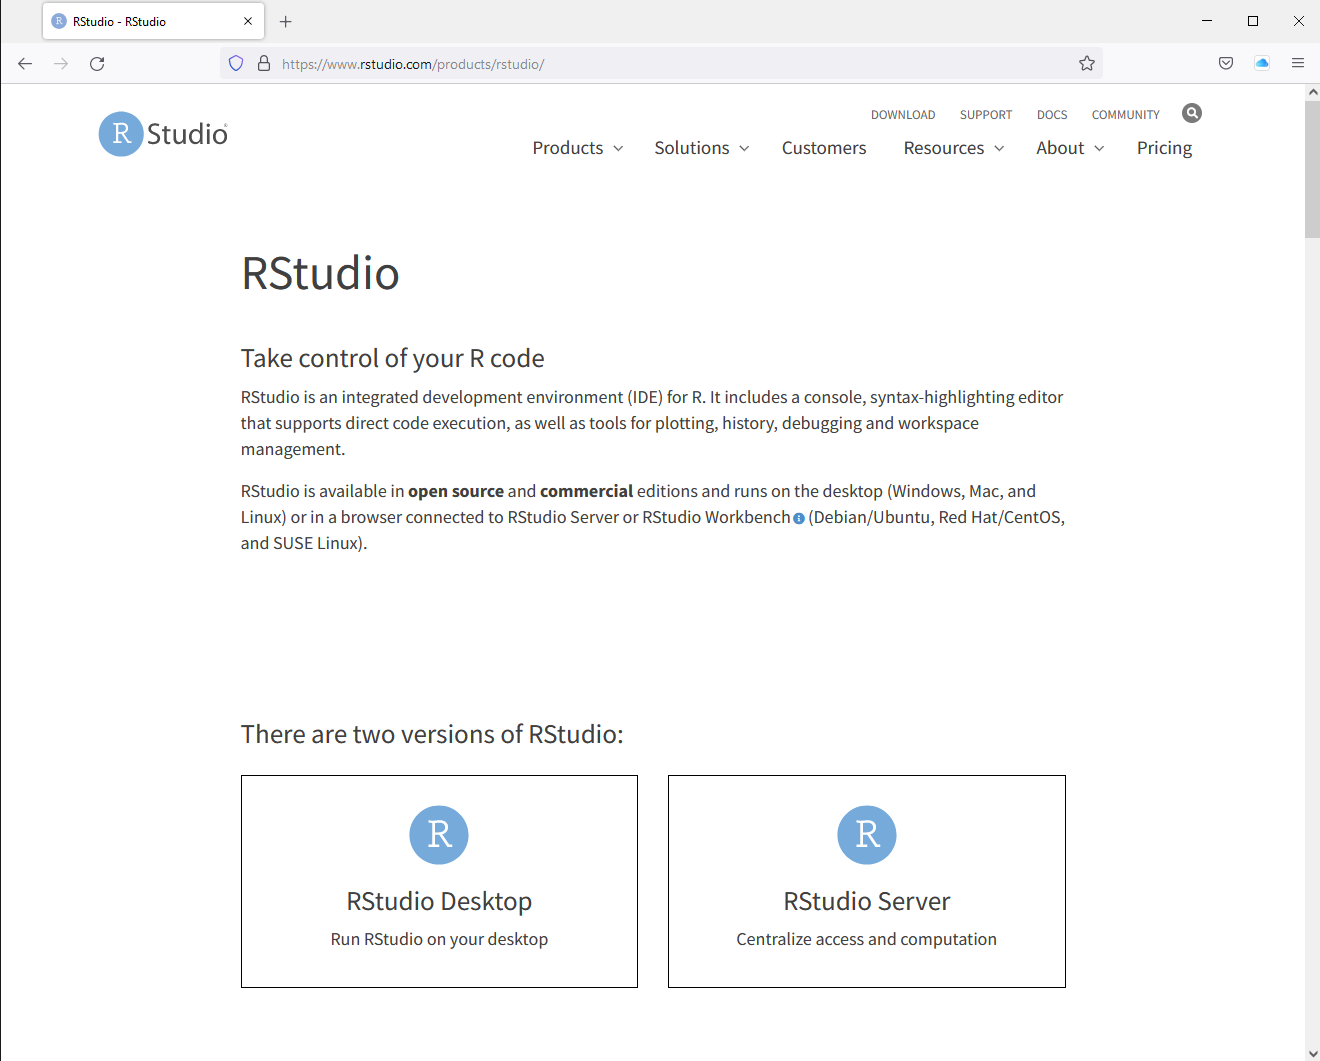 RStudio - RStudio
https://www.rstudio.com/products/rstudio/
R Studio®
DOWNLOAD SUPPORT DOCS COMMUNITY
Products Solutions Customers Resources About Pricing
RStudio
Take control of your R code
RStudio is an integrated development environment (IDE) for R. It includes a console, syntax-highlighting editor
that supports direct code execution, as well as tools for plotting, history, debugging and workspace
management.
RStudio is available in open source and commercial editions and runs on the desktop (Windows, Mac, and
Linux) or in a browser connected to RStudio Server or RStudio Workbench (Debian/Ubuntu, Red Hat/CentOS,
and SUSE Linux).
There are two versions of RStudio:
R
RStudio Desktop
Run RStudio on your desktop
R
RStudio Server
Centralize access and computation